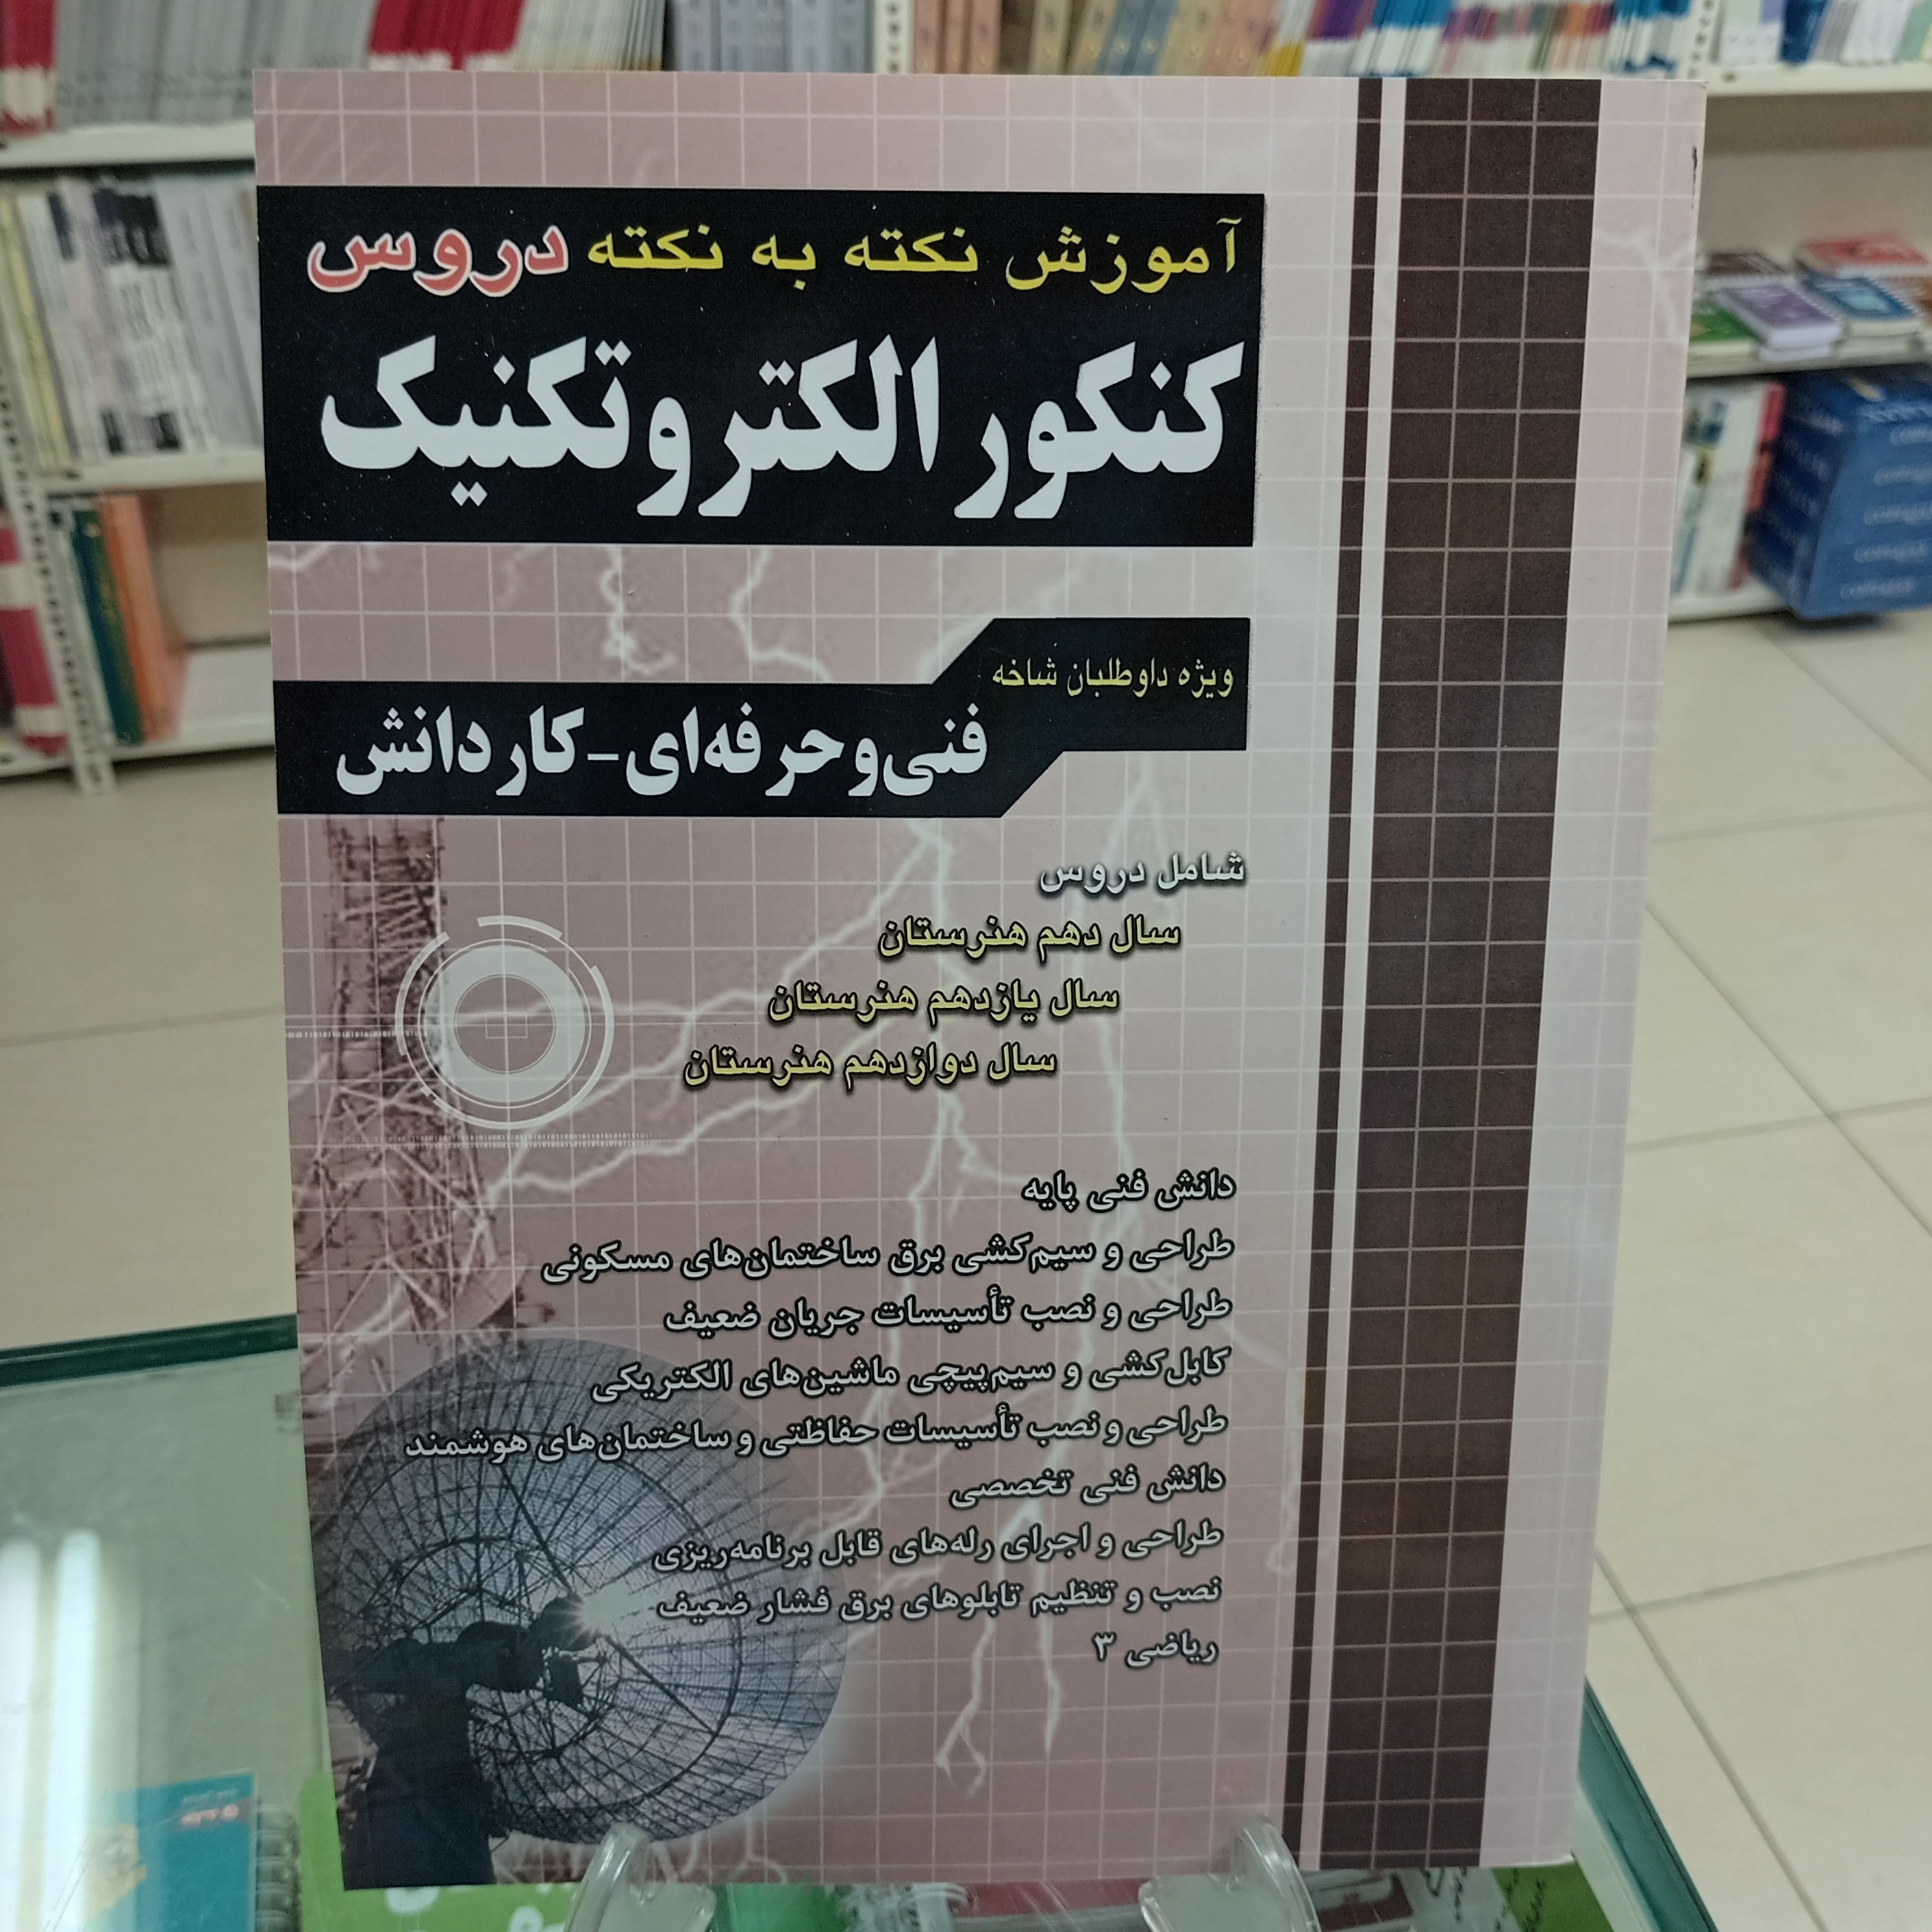 آموزش نکته به نکته دروس
کنکور الکتروتکنیک
ویژه داوطلبان شاخه
فنی و حرفه‌ای - کاردانش
شامل دروس
سال دهم هنرستان
سال یازدهم هنرستان
سال دوازدهم هنرستان
دانش فنی پایه
طراحی و سیم‌کشی برق ساختمان‌های مسکونی
طراحی و نصب تأسیسات جریان ضعیف
کابل‌کشی و سیم‌پیچی ماشین‌های الکتریکی
طراحی و نصب تأسیسات حفاظتی و ساختمان‌های هوشمند
دانش فنی تخصصی
طراحی و اجرای رله‌های قابل برنامه‌ریزی
نصب و تنظیم تابلوهای برق فشار ضعیف
ریاضی ۳